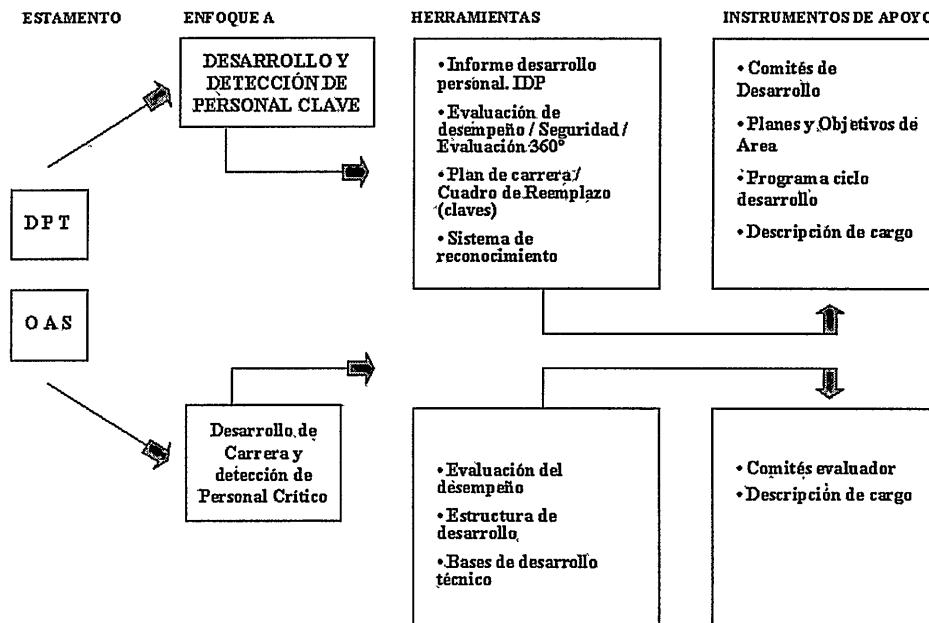 ESTAMENTO
ENFOQUE A
HERRAMIENTAS
INSTRUMENTOS DE APOYO
DESARROLLO Y
DETECCIÓN DE
PERSONAL CLAVE
• Informe desarrollo
personal. IDP
• Evaluación de
desempeño / Seguridad /
Evaluación 360°
• Plan de carrera /
Cuadro de Reemplazo
(claves)
• Sistema de
reconocimiento
• Comités de
Desarrollo
• Planes y Objetivos de
Area
• Programa ciclo
desarrollo
• Descripción de cargo
DPT
OAS
Desarrollo de
Carrera y
detección de
Personal Crítico
• Evaluación del
desempeño
• Estructura de
desarrollo
• Bases de desarrollo
técnico
• Comités evaluador
• Descripción de cargo